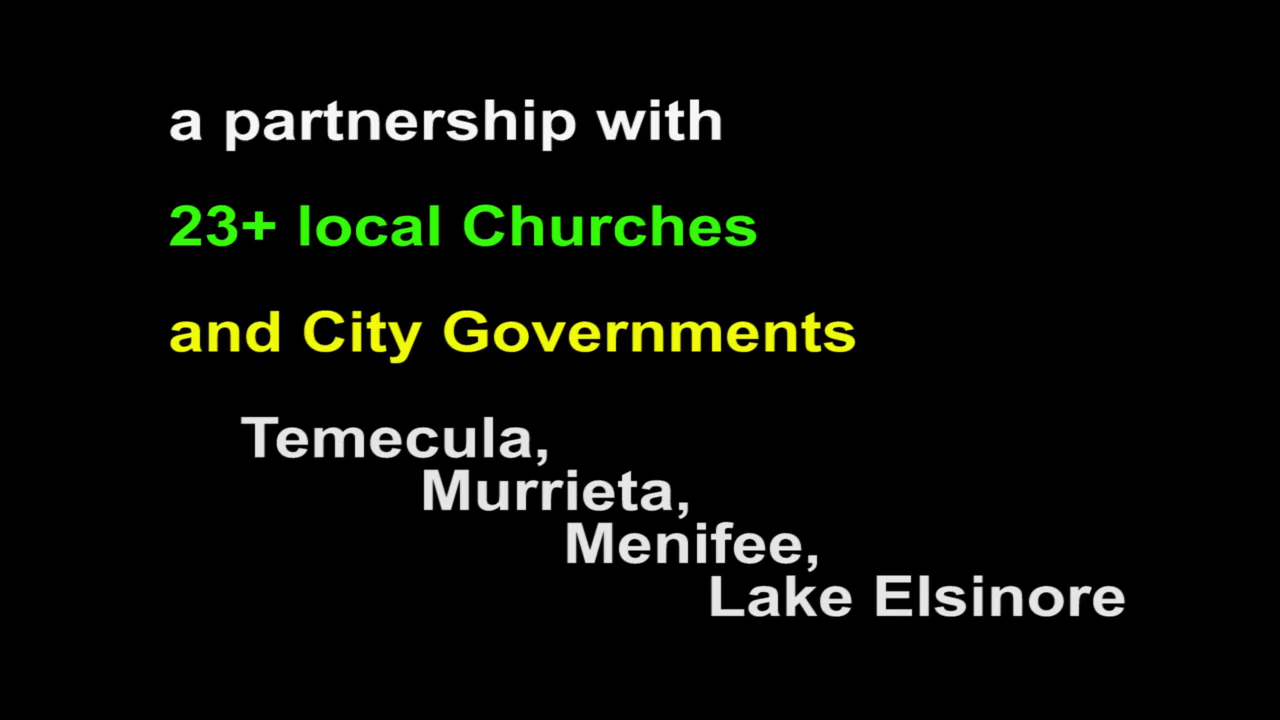 a partnership with
23+ local Churches
and City Governments
Temecula,
Murrieta,
Menifee,
Lake Elsinore